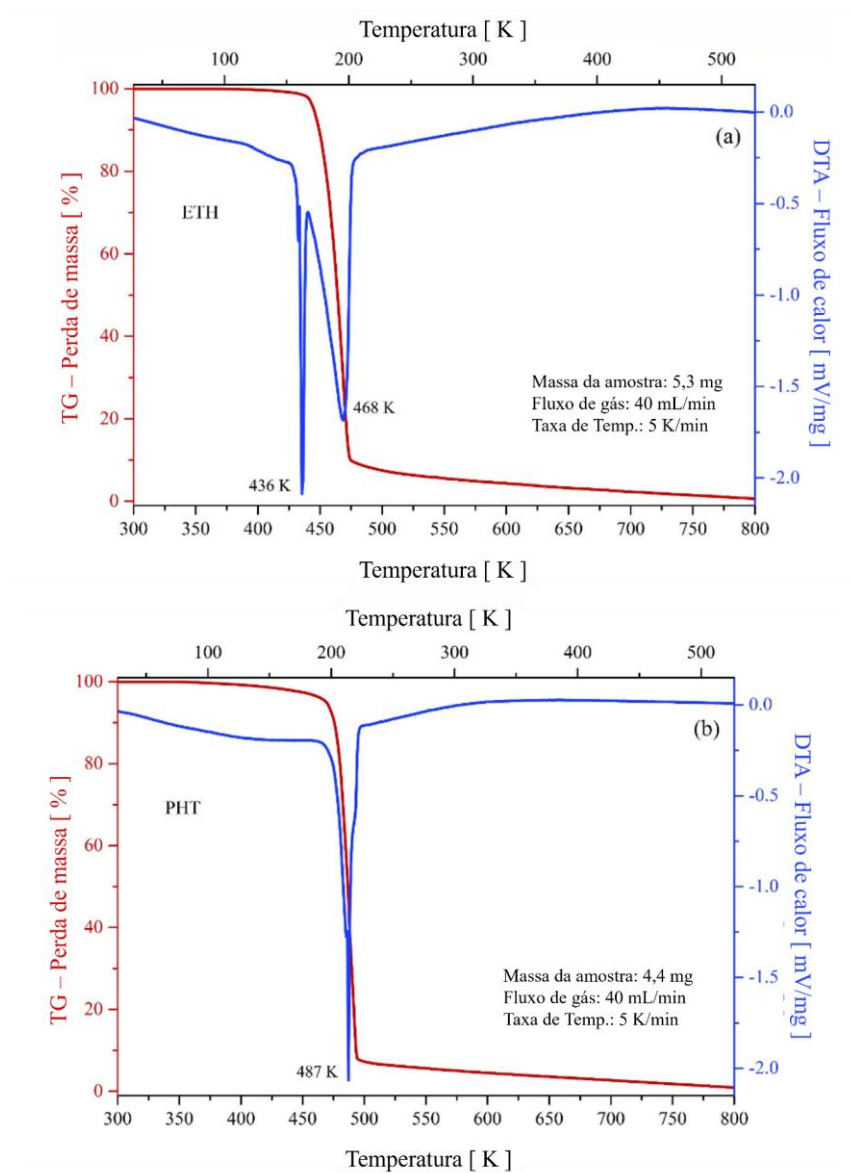 Temperatura [ K ]
100 200 300 400 500
100
80
60
40
20
0
TG – Perda de massa [ % ]
0.0
-0.5
-1.0
-1.5
-2.0
DTA – Fluxo de calor [ mV/mg ]
(a)
ETH
Massa da amostra: 5,3 mg
Fluxo de gás: 40 mL/min
Taxa de Temp.: 5 K/min
468 K
436 K
300 350 400 450 500 550 600 650 700 750 800
Temperatura [ K ]
Temperatura [ K ]
100 200 300 400 500
100
80
60
40
20
0
TG – Perda de massa [ % ]
0.0
-0.5
-1.0
-1.5
-2.0
DTA – Fluxo de calor [ mV/mg ]
(b)
PHT
Massa da amostra: 4,4 mg
Fluxo de gás: 40 mL/min
Taxa de Temp.: 5 K/min
487 K
300 350 400 450 500 550 600 650 700 750 800
Temperatura [ K ]